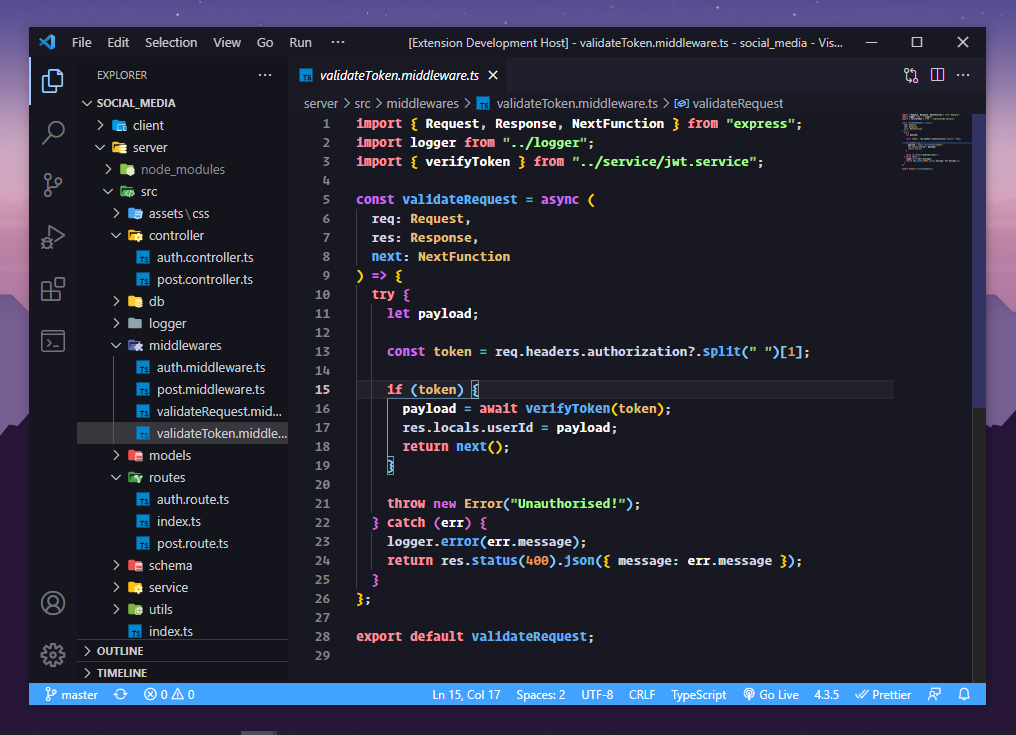 File Edit Selection View Go Run ··· [Extension Development Host] - validateToken.middleware.ts - social_media - Vis...
EXPLORER ···
SOCIAL_MEDIA
client
server
node_modules
src
assets\css
controller
auth.controller.ts
post.controller.ts
db
logger
middlewares
auth.middleware.ts
post.middleware.ts
validateRequest.mid...
validateToken.middle...
models
routes
auth.route.ts
index.ts
post.route.ts
schema
service
utils
index.ts
OUTLINE
TIMELINE
TS validateToken.middleware.ts
server > src > middlewares > TS validateToken.middleware.ts > validateRequest
1 import { Request, Response, NextFunction } from "express";
2 import logger from "../logger";
3 import { verifyToken } from "../service/jwt.service";
4
5 const validateRequest = async (
6 req: Request,
7 res: Response,
8 next: NextFunction
9 ) => {
10 try {
11 let payload;
12
13 const token = req.headers.authorization?.split(" ")[1];
14
15 if (token) {
16 payload = await verifyToken(token);
17 res.locals.userId = payload;
18 return next();
19 }
20
21 throw new Error("Unauthorised!");
22 } catch (err) {
23 logger.error(err.message);
24 return res.status(400).json({ message: err.message });
25 }
26 };
27
28 export default validateRequest;
29
master 0 0 Ln 15, Col 17 Spaces: 2 UTF-8 CRLF TypeScript Go Live 4.3.5 Prettier